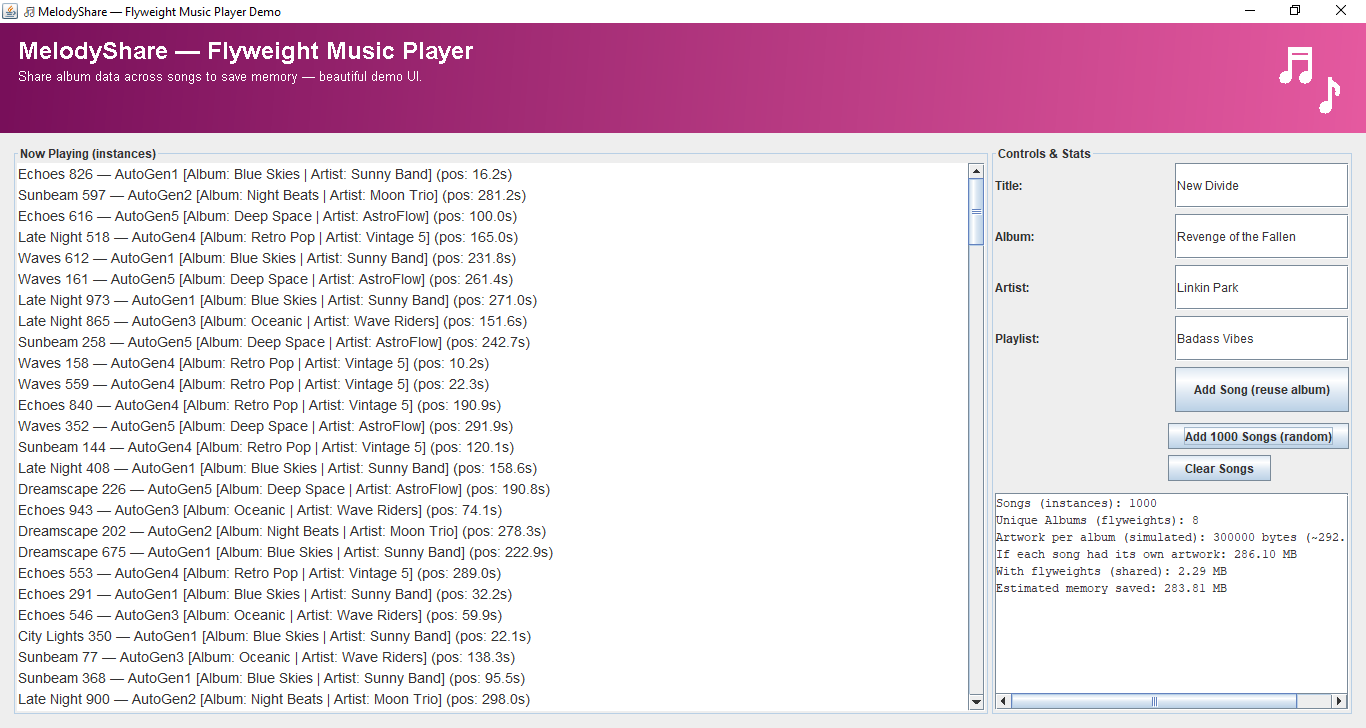 MelodyShare — Flyweight Music Player Demo
MelodyShare — Flyweight Music Player
Share album data across songs to save memory — beautiful demo UI.
Now Playing (instances)
Echoes 826 — AutoGen1 [Album: Blue Skies | Artist: Sunny Band] (pos: 16.2s)
Sunbeam 597 — AutoGen2 [Album: Night Beats | Artist: Moon Trio] (pos: 281.2s)
Echoes 616 — AutoGen5 [Album: Deep Space | Artist: AstroFlow] (pos: 100.0s)
Late Night 518 — AutoGen4 [Album: Retro Pop | Artist: Vintage 5] (pos: 165.0s)
Waves 612 — AutoGen1 [Album: Blue Skies | Artist: Sunny Band] (pos: 231.8s)
Waves 161 — AutoGen5 [Album: Deep Space | Artist: AstroFlow] (pos: 261.4s)
Late Night 973 — AutoGen1 [Album: Blue Skies | Artist: Sunny Band] (pos: 271.0s)
Late Night 865 — AutoGen3 [Album: Oceanic | Artist: Wave Riders] (pos: 151.6s)
Sunbeam 258 — AutoGen5 [Album: Deep Space | Artist: AstroFlow] (pos: 242.7s)
Waves 158 — AutoGen4 [Album: Retro Pop | Artist: Vintage 5] (pos: 10.2s)
Waves 559 — AutoGen4 [Album: Retro Pop | Artist: Vintage 5] (pos: 22.3s)
Echoes 840 — AutoGen4 [Album: Retro Pop | Artist: Vintage 5] (pos: 190.9s)
Waves 352 — AutoGen5 [Album: Deep Space | Artist: AstroFlow] (pos: 291.9s)
Sunbeam 144 — AutoGen4 [Album: Retro Pop | Artist: Vintage 5] (pos: 120.1s)
Late Night 408 — AutoGen1 [Album: Blue Skies | Artist: Sunny Band] (pos: 158.6s)
Dreamscape 226 — AutoGen5 [Album: Deep Space | Artist: AstroFlow] (pos: 190.8s)
Echoes 943 — AutoGen3 [Album: Oceanic | Artist: Wave Riders] (pos: 74.1s)
Dreamscape 202 — AutoGen2 [Album: Night Beats | Artist: Moon Trio] (pos: 278.3s)
Dreamscape 675 — AutoGen1 [Album: Blue Skies | Artist: Sunny Band] (pos: 222.9s)
Echoes 553 — AutoGen4 [Album: Retro Pop | Artist: Vintage 5] (pos: 289.0s)
Echoes 291 — AutoGen1 [Album: Blue Skies | Artist: Sunny Band] (pos: 32.2s)
Echoes 546 — AutoGen3 [Album: Oceanic | Artist: Wave Riders] (pos: 59.9s)
City Lights 350 — AutoGen1 [Album: Blue Skies | Artist: Sunny Band] (pos: 22.1s)
Sunbeam 77 — AutoGen3 [Album: Oceanic | Artist: Wave Riders] (pos: 138.3s)
Sunbeam 368 — AutoGen1 [Album: Blue Skies | Artist: Sunny Band] (pos: 95.5s)
Late Night 900 — AutoGen2 [Album: Night Beats | Artist: Moon Trio] (pos: 298.0s)
Controls & Stats
Title: New Divide
Album: Revenge of the Fallen
Artist: Linkin Park
Playlist: Badass Vibes
Add Song (reuse album)
Add 1000 Songs (random)
Clear Songs
Songs (instances): 1000
Unique Albums (flyweights): 8
Artwork per album (simulated): 300000 bytes (~292.
If each song had its own artwork: 286.10 MB
With flyweights (shared): 2.29 MB
Estimated memory saved: 283.81 MB